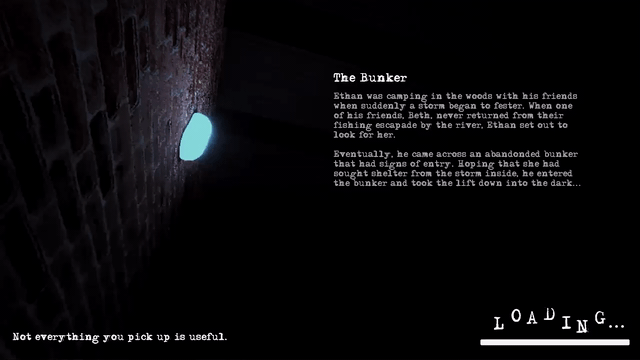 The Bunker
Ethan was camping in the woods with his friends
when suddenly a storm began to fester. When one
of his friends, Beth, never returned from their
fishing escapade by the river, Ethan set out to
look for her.
Eventually, he came across an abandonded bunker
that had signs of entry. Hoping that she had
sought shelter from the storm inside, he entered
the bunker and took the lift down into the dark...
Not everything you pick up is useful.
LOADING...